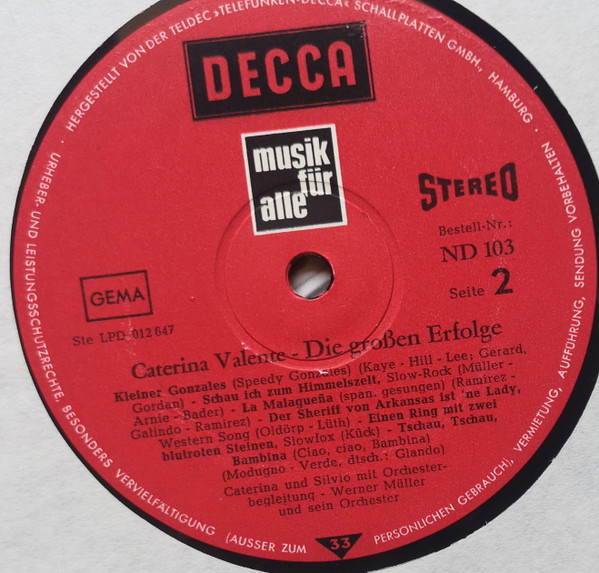 HERGESTELLT VON DER TELDEC »TELEFUNKEN-DECCA« SCHALLPLATTEN GMBH., HAMBURG ·
DECCA
musik
für
alle
STEREO
Bestell-Nr.:
ND 103
Seite 2
GEMA
Ste LPD 012 647
Caterina Valente - Die großen Erfolge
Kleiner Gonzales (Speedy Gonzales) (Kaye - Hill - Lee; Gerard,
Gordan) - Schau ich zum Himmelszelt, Slow-Rock (Müller -
Arnie - Bader) - La Malagueña (span. gesungen) (Ramirez-
Galindo - Ramirez) - Der Sheriff von Arkansas ist 'ne Lady,
Western Song (Oldörp - Lüth) - Einen Ring mit zwei
blutroten Steinen, Slowfox (Kück) - Tschau, Tschau,
Bambina (Ciao, ciao, Bambina)
(Modugno - Verde, dtsch.: Glando)
Caterina und Silvio mit Orchester-
begleitung - Werner Müller
und sein Orchester
33
URHEBER- UND LEISTUNGSSCHUTZRECHTE, BESONDERS VERVIELFÄLTIGUNG (AUSSER ZUM PERSÖNLICHEN GEBRAUCH), VERMIETUNG, AUFFÜHRUNG, SENDUNG VORBEHALTEN ·